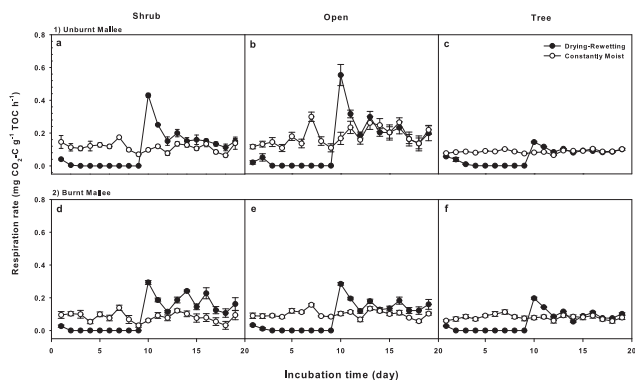 Shrub Open Tree
1) Unburnt Mallee
a b c
Drying-Rewetting
Constantly Moist
0.8
0.6
0.4
0.2
0.0
Respiration rate (mg CO2-C g-1 TOC h-1)
2) Burnt Mallee
d e f
0.8
0.6
0.4
0.2
0.0
0 5 10 15 20 0 5 10 15 20 0 5 10 15 20
Incubation time (day)